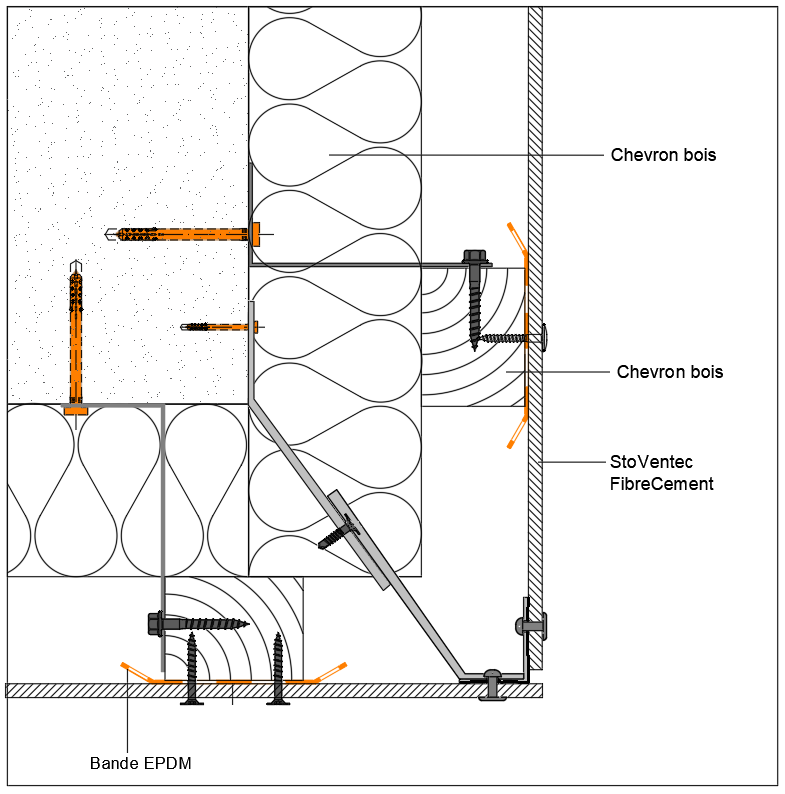 Chevron bois
Chevron bois
StoVentec
FibreCement
Bande EPDM